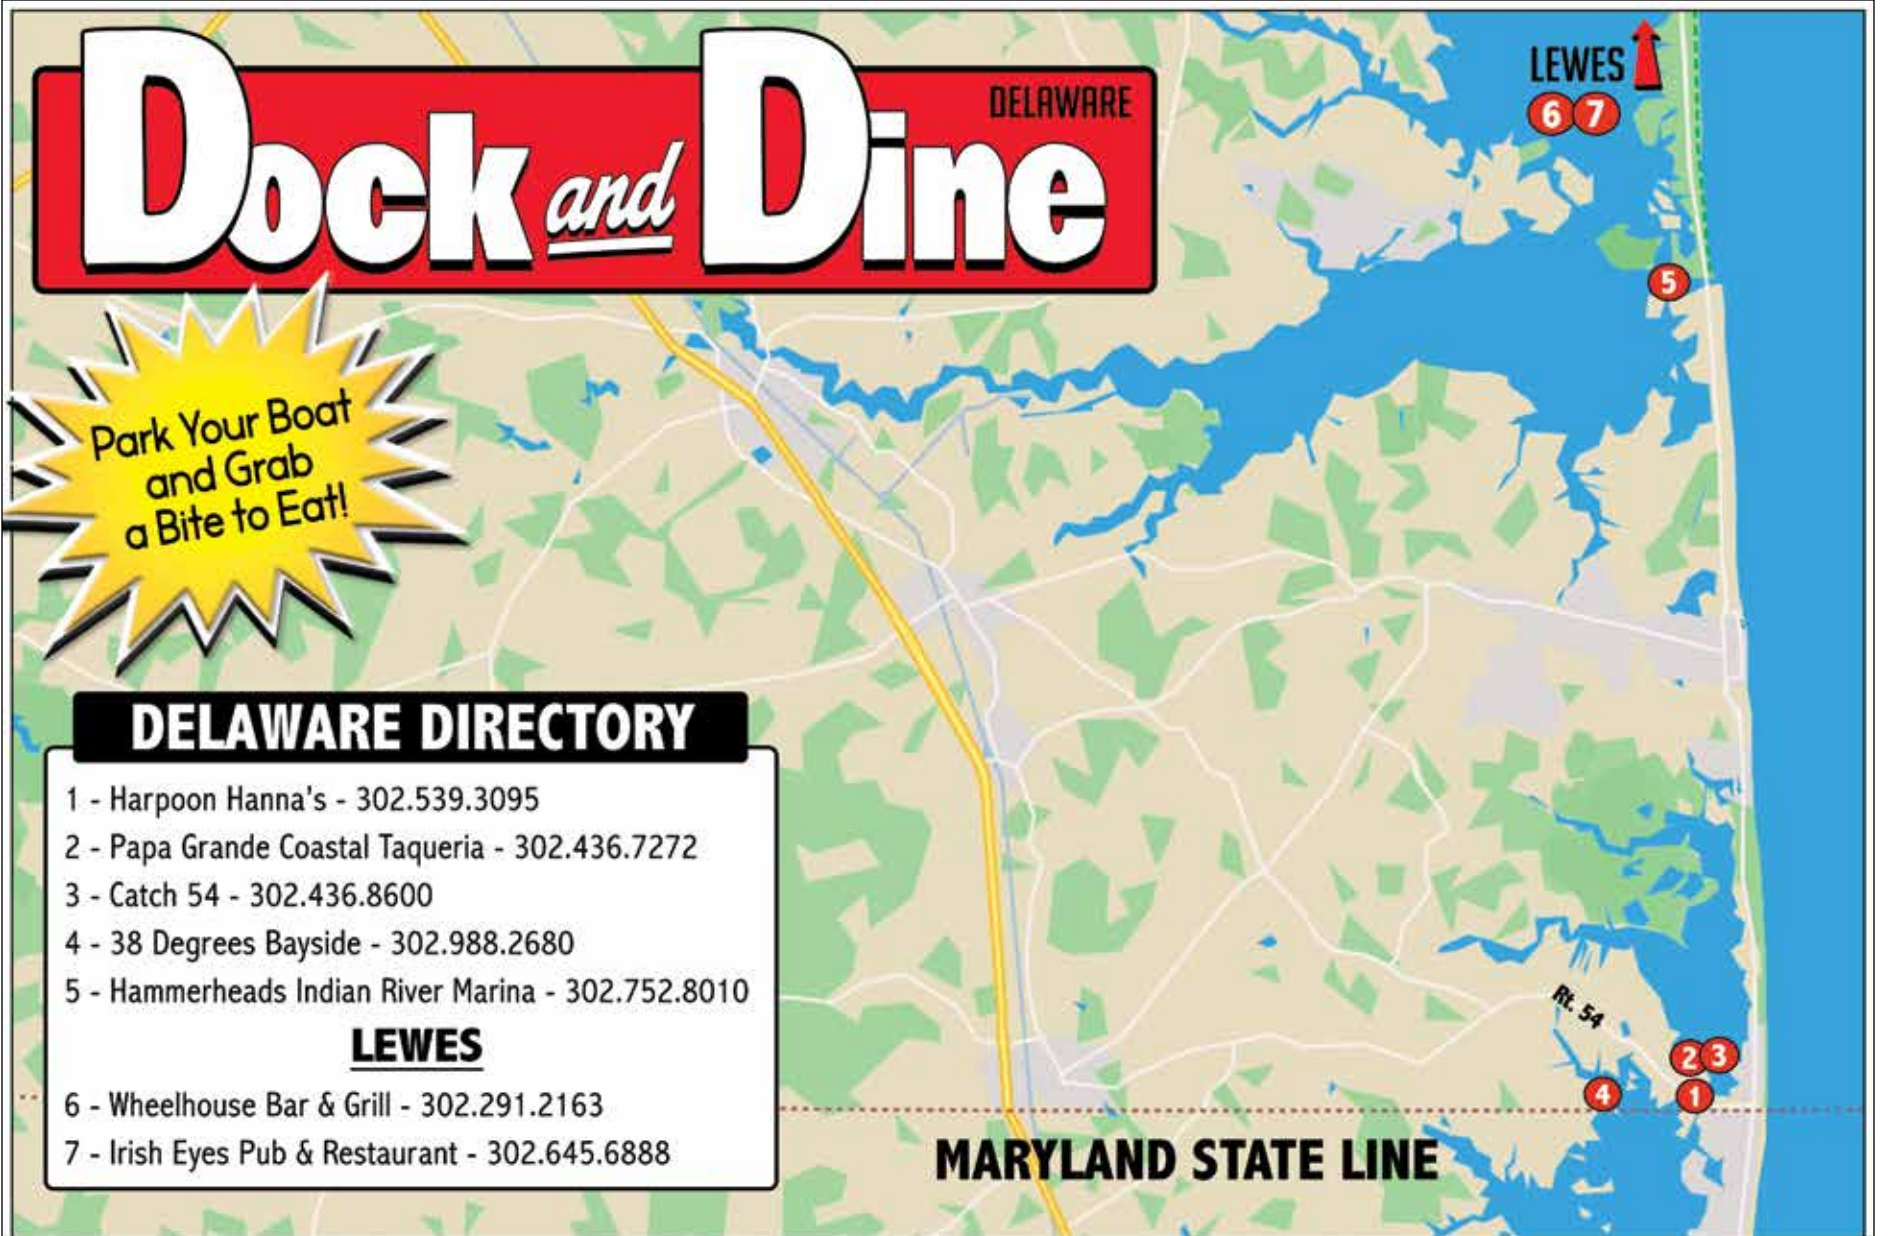 Dock and Dine
DELAWARE
LEWES
6 7
5
Park Your Boat
and Grab
a Bite to Eat!
DELAWARE DIRECTORY
1 - Harpoon Hanna's - 302.539.3095
2 - Papa Grande Coastal Taqueria - 302.436.7272
3 - Catch 54 - 302.436.8600
4 - 38 Degrees Bayside - 302.988.2680
5 - Hammerheads Indian River Marina - 302.752.8010
LEWES
6 - Wheelhouse Bar & Grill - 302.291.2163
7 - Irish Eyes Pub & Restaurant - 302.645.6888
Rt. 54
2 3
4 1
MARYLAND STATE LINE